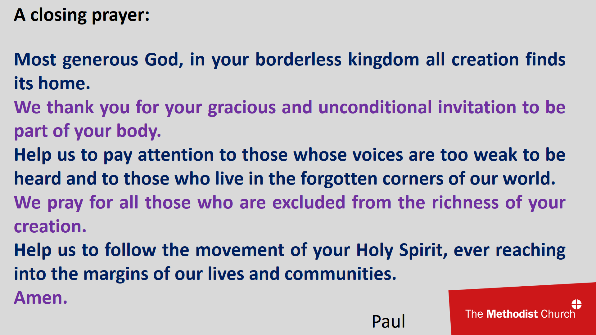 A closing prayer:
Most generous God, in your borderless kingdom all creation finds
its home.
We thank you for your gracious and unconditional invitation to be
part of your body.
Help us to pay attention to those whose voices are too weak to be
heard and to those who live in the forgotten corners of our world.
We pray for all those who are excluded from the richness of your
creation.
Help us to follow the movement of your Holy Spirit, ever reaching
into the margins of our lives and communities.
Amen.
Paul
The Methodist Church